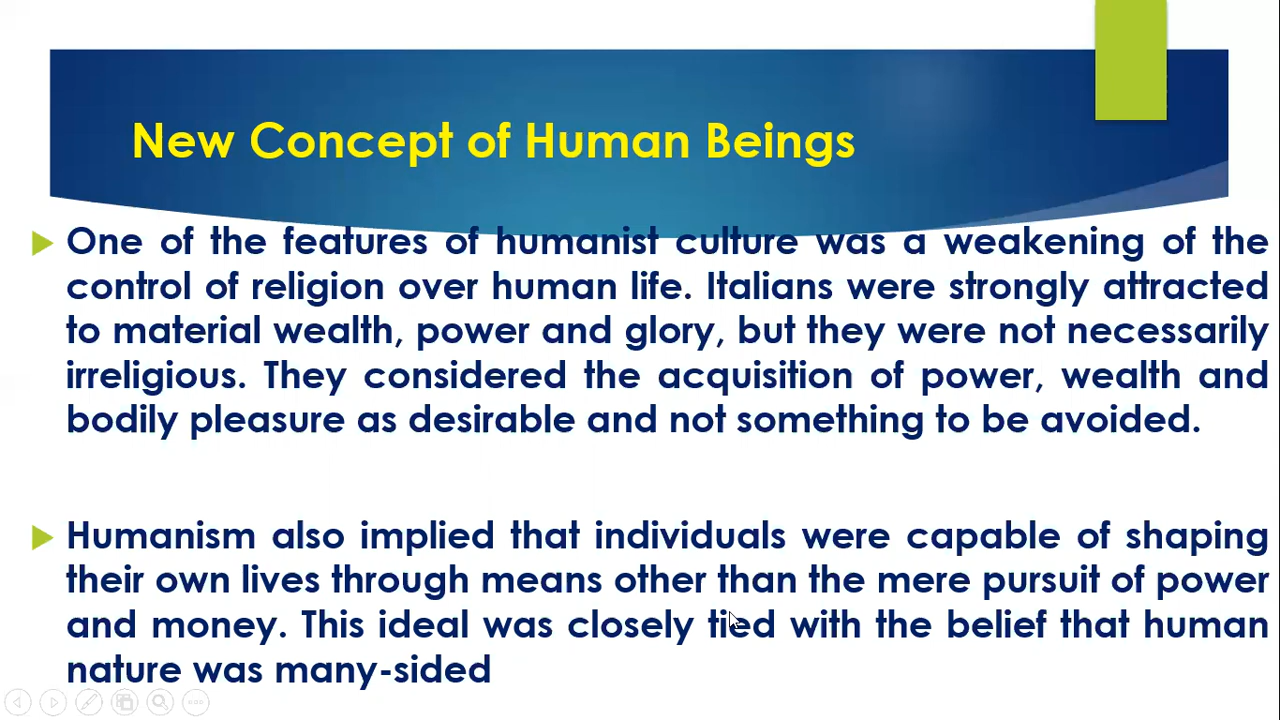 New Concept of Human Beings
One of the features of humanist culture was a weakening of the
control of religion over human life. Italians were strongly attracted
to material wealth, power and glory, but they were not necessarily
irreligious. They considered the acquisition of power, wealth and
bodily pleasure as desirable and not something to be avoided.
Humanism also implied that individuals were capable of shaping
their own lives through means other than the mere pursuit of power
and money. This ideal was closely tied with the belief that human
nature was many-sided